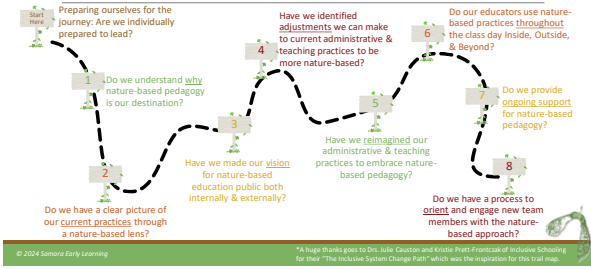 Start
Here
Preparing ourselves for the
journey: Are we individually
prepared to lead?
1
Do we understand why
nature-based pedagogy
is our destination?
2
Do we have a clear picture of
our current practices through
a nature-based lens?
3
Have we made our vision
for nature-based
education public both
internally & externally?
4
Have we identified
adjustments we can make
to current administrative &
teaching practices to be
more nature-based?
5
Have we reimagined our
administrative & teaching
practices to embrace nature-
based pedagogy?
6
Do our educators use nature-
based practices throughout
the class day Inside, Outside,
& Beyond?
7
Do we provide
ongoing support
for nature-based
pedagogy?
8
Do we have a process to
orient and engage new team
members with the nature-
based approach?
© 2024 Samara Early Learning
*A huge thanks goes to Drs. Julie Causton and Kristie Prett-Frontczak of Inclusive Schooling
for their "The Inclusive System Change Path" which was the inspiration for this trail map.